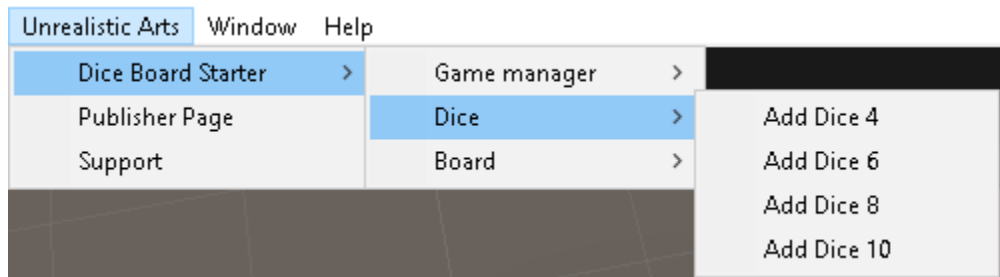 Unrealistic Arts Window Help
Dice Board Starter > Game manager >
Publisher Page Dice > Add Dice 4
Support Board > Add Dice 6
Add Dice 8
Add Dice 10